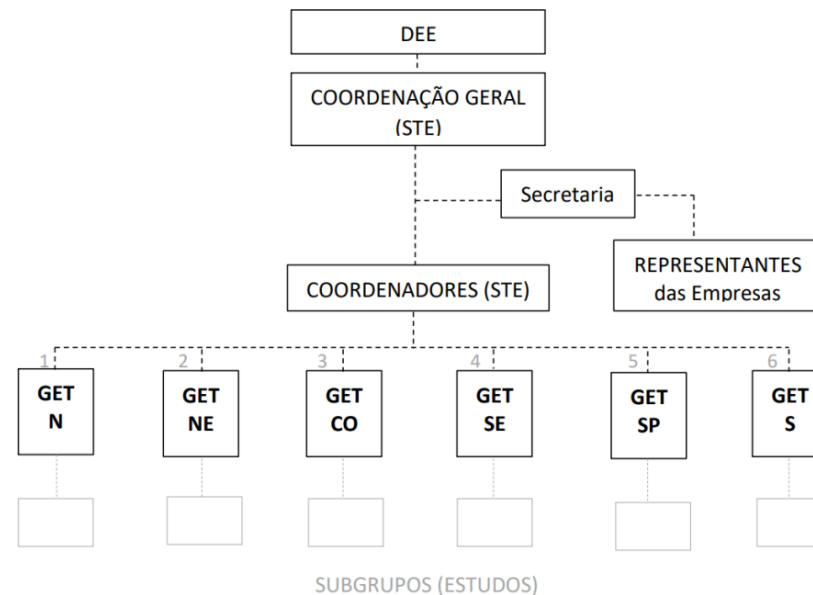 DEE
COORDENAÇÃO GERAL
(STE)
Secretaria
COORDENADORES (STE)
REPRESENTANTES
das Empresas
1
2
3
4
5
6
GET
N
GET
NE
GET
CO
GET
SE
GET
SP
GET
S
SUBGRUPOS (ESTUDOS)